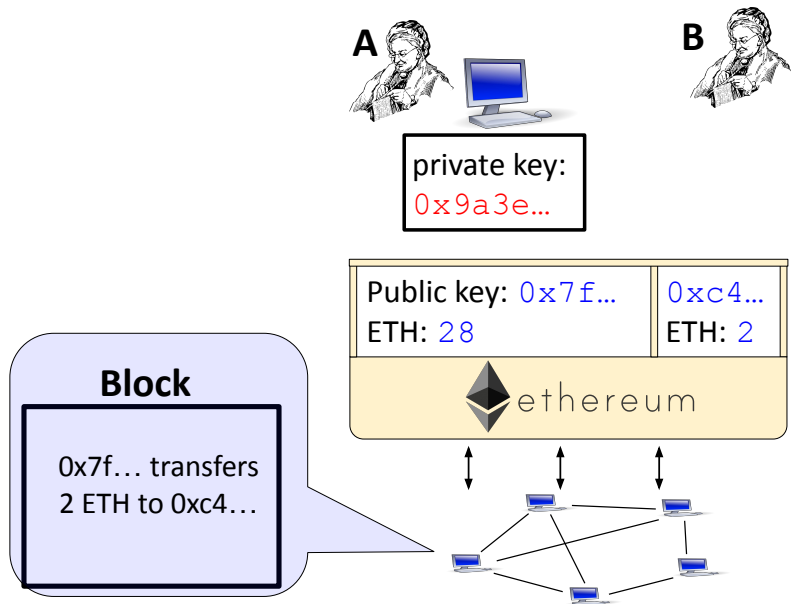 A
B
private key:
0x9a3e…
Public key: 0x7f…
ETH: 28
0xc4…
ETH: 2
ethereum
Block
0x7f… transfers
2 ETH to 0xc4…